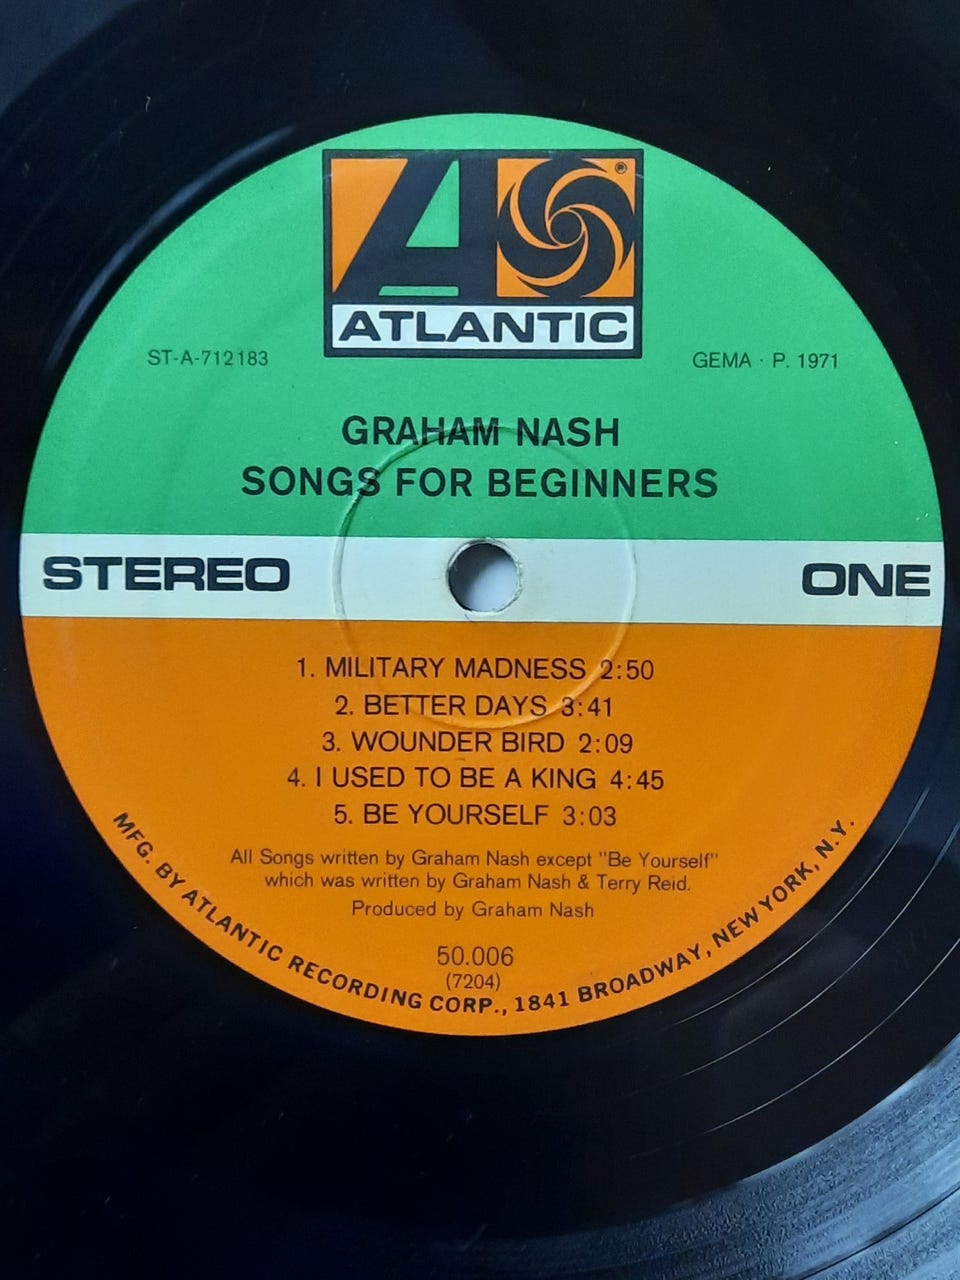 ®
ATLANTIC
ST-A-712183
GEMA · P. 1971
GRAHAM NASH
SONGS FOR BEGINNERS
STEREO
ONE
1. MILITARY MADNESS 2:50
2. BETTER DAYS 3:41
3. WOUNDER BIRD 2:09
4. I USED TO BE A KING 4:45
5. BE YOURSELF 3:03
All Songs written by Graham Nash except "Be Yourself"
which was written by Graham Nash & Terry Reid.
Produced by Graham Nash
50.006
(7204)
MFG. BY ATLANTIC RECORDING CORP., 1841 BROADWAY, NEW YORK, N.Y.